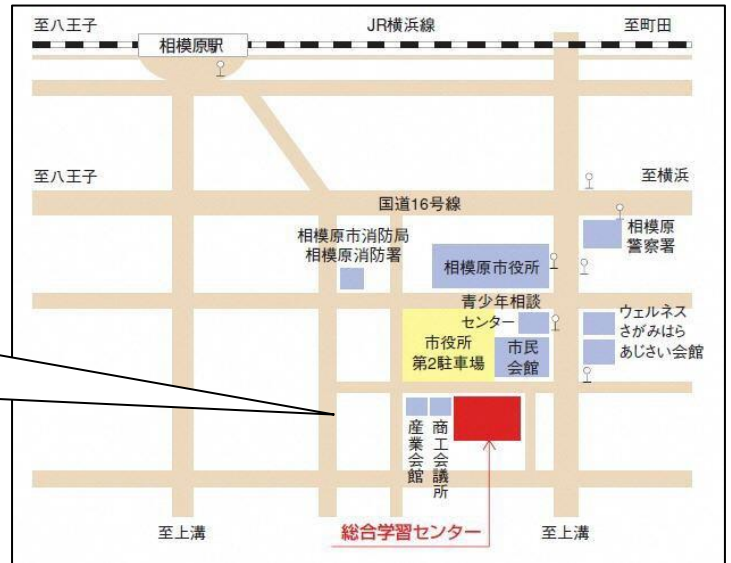 至八王子
JR横浜線
至町田
相模原駅
至八王子
至横浜
国道16号線
相模原市消防局
相模原消防署
相模原市役所
相模原
警察署
青少年相談
センター
市役所
第2駐車場
市民
会館
ウェルネス
さがみはら
あじさい会館
産業会館
商工会議所
総合学習センター
至上溝
至上溝